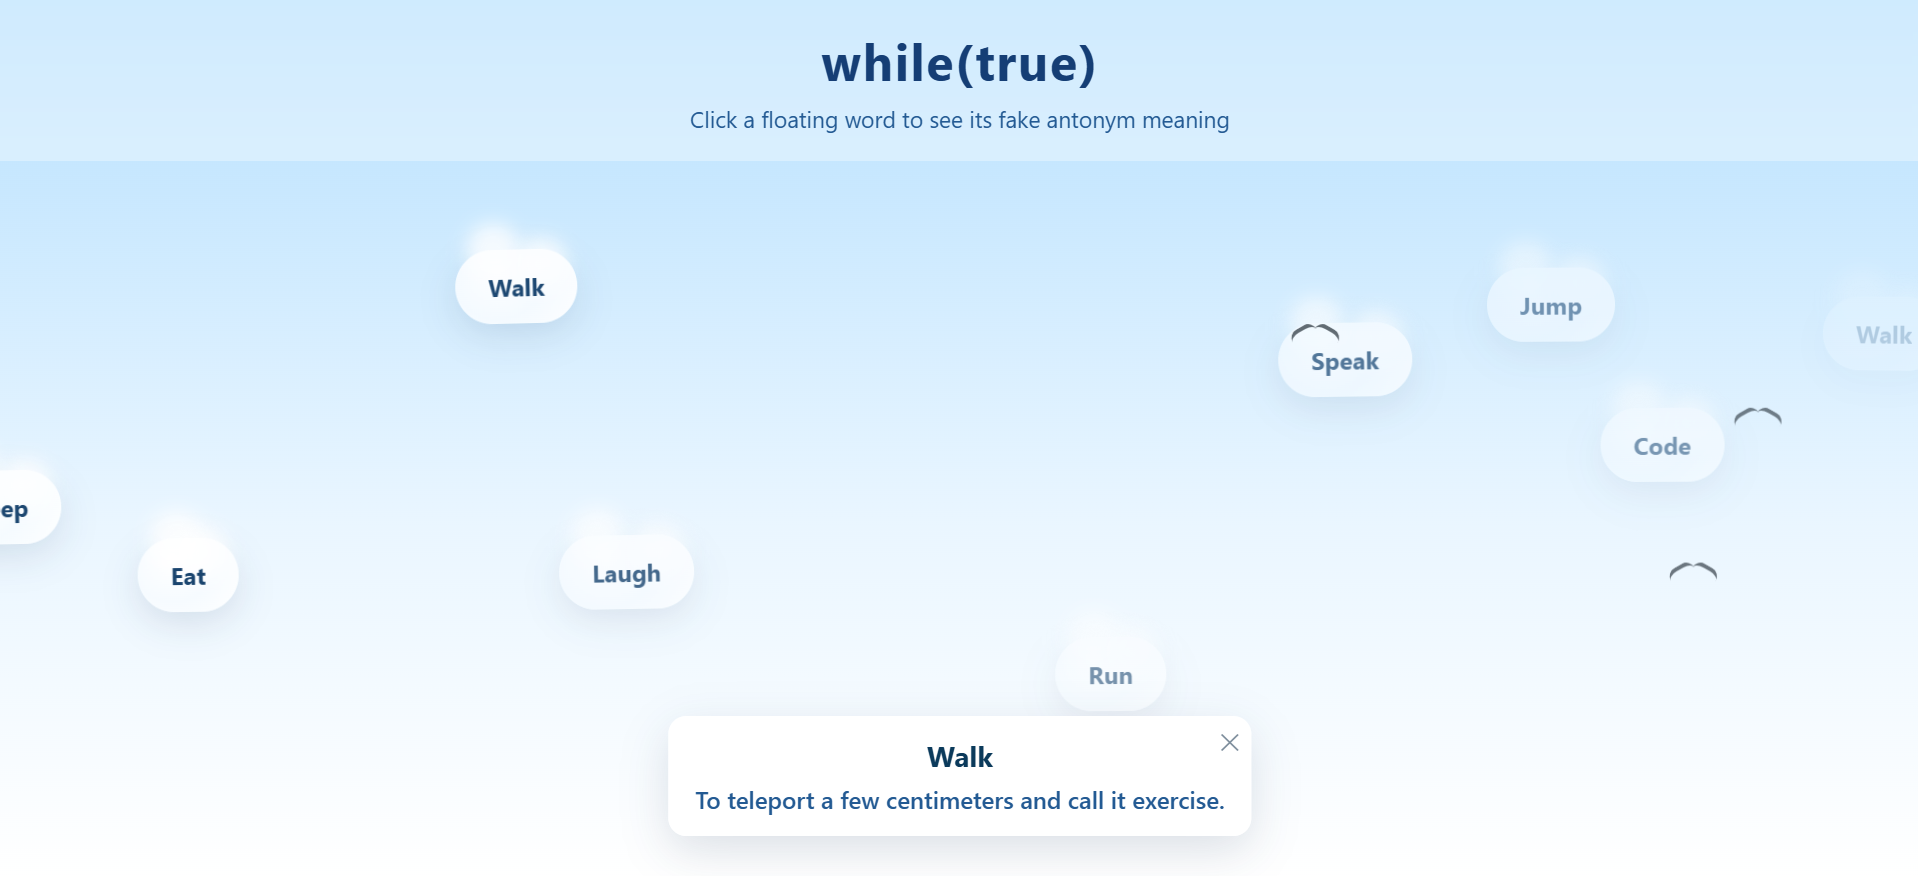 while(true)
Click a floating word to see its fake antonym meaning
Walk
Jump
Walk
Speak
Code
ep
Eat
Laugh
Run
Walk
To teleport a few centimeters and call it exercise.